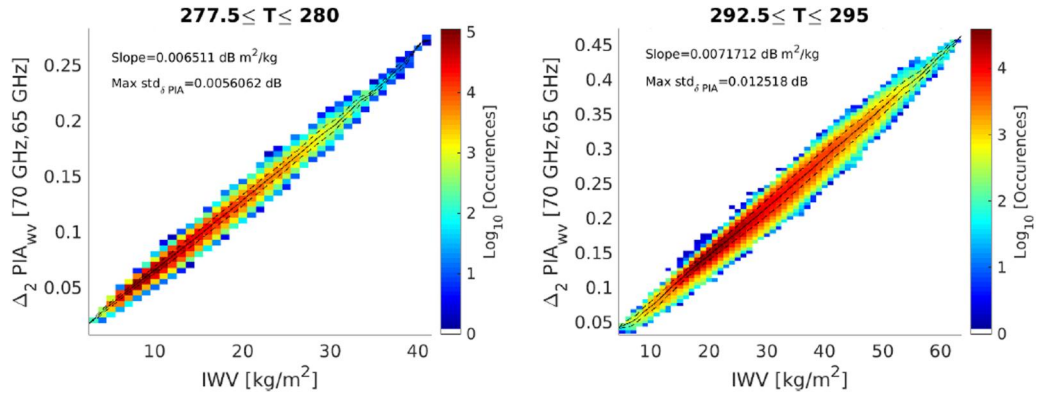 277.5≤ T≤ 280
Slope=0.006511 dB m²/kg
Max std_δ PIA=0.0056062 dB
Δ₂ PIA_wv [70 GHz,65 GHz]
0.25
0.2
0.15
0.1
0.05
10 20 30 40
IWV [kg/m²]
5
4
3
2
1
0
Log₁₀ [Occurences]
292.5≤ T≤ 295
Slope=0.0071712 dB m²/kg
Max std_δ PIA=0.012518 dB
Δ₂ PIA_wv [70 GHz,65 GHz]
0.45
0.4
0.35
0.3
0.25
0.2
0.15
0.1
0.05
10 20 30 40 50 60
IWV [kg/m²]
4
3
2
1
0
Log₁₀ [Occurences]